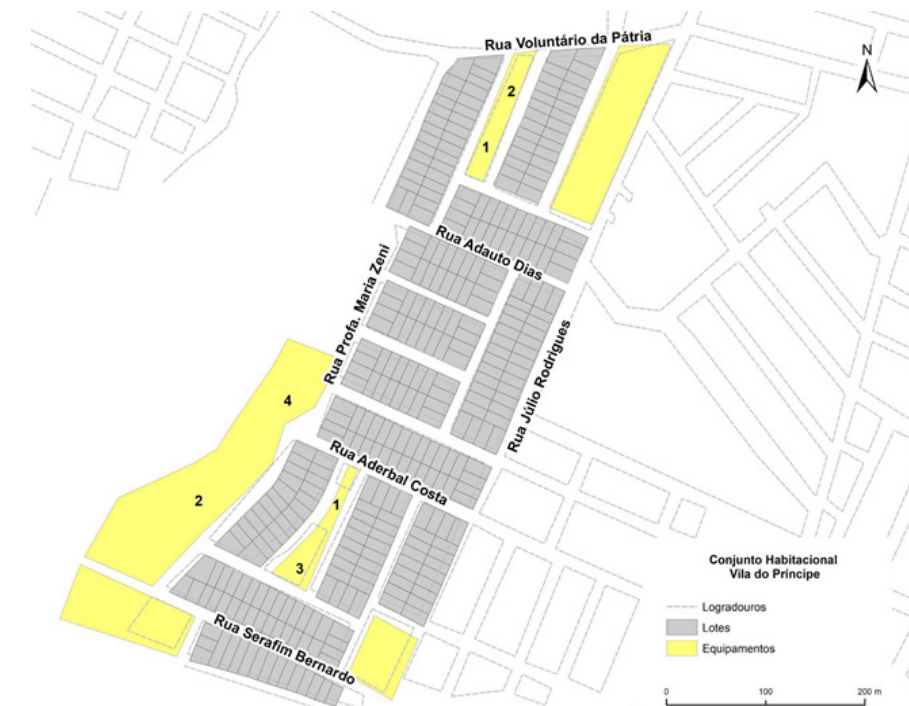 Rua Voluntário da Pátria
N
2
1
Rua Adauto Dias
Rua Profa. Maria Zeni
Rua Júlio Rodrigues
4
Rua Aderbal Costa
2
1
3
Rua Serafim Bernardo
Conjunto Habitacional
Vila do Príncipe
Logradouros
Lotes
Equipamentos
0 100 200 m